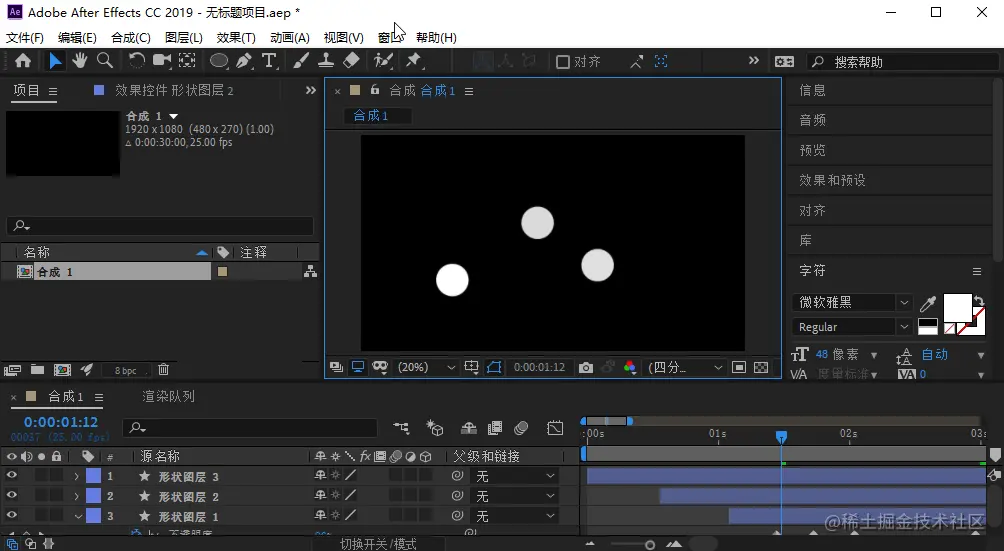 Ae Adobe After Effects CC 2019 - 无标题项目.aep *
文件(F) 编辑(E) 合成(C) 图层(L) 效果(T) 动画(A) 视图(V) 帮助(H)
对齐 搜索帮助
项目 效果控件 形状图层 2
合成 合成 1
合成 1
合成 1
1920 x 1080 (480 x 270) (1.00)
△ 0:00:30:00, 25.00 fps
名称 注释
合成 1
8 bpc
(20%) 0:00:01:12 (四分...
信息
音频
预览
效果和预设
对齐
库
字符
微软雅黑
Regular
48 像素 自动
度量标准 0
合成 1 渲染队列
0:00:01:12
00037 (25.00 fps)
:00s 01s 02s 03s
# 源名称 fx 父级和链接
1 形状图层 3 无
2 形状图层 2 无
3 形状图层 1 无
切换开关/模式
@稀土掘金技术社区